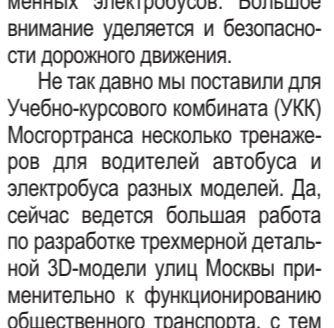 менных электробусов. Большое
внимание уделяется и безопасно-
сти дорожного движения.
Не так давно мы поставили для
Учебно-курсового комбината (УКК)
Мосгортранса несколько тренаже-
ров для водителей автобуса и
электробуса разных моделей. Да,
сейчас ведется большая работа
по разработке трехмерной деталь-
ной 3D-модели улиц Москвы при-
менительно к функционированию
общественного транспорта, с тем